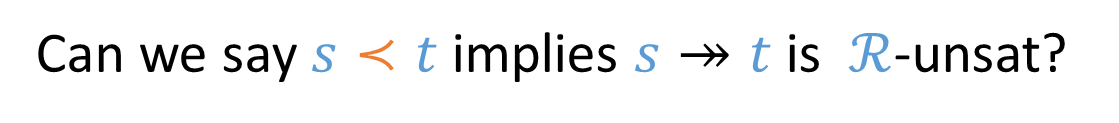 Can we say 𝑠 ≺ 𝑡 implies 𝑠 ↠ 𝑡 is ℛ-unsat?